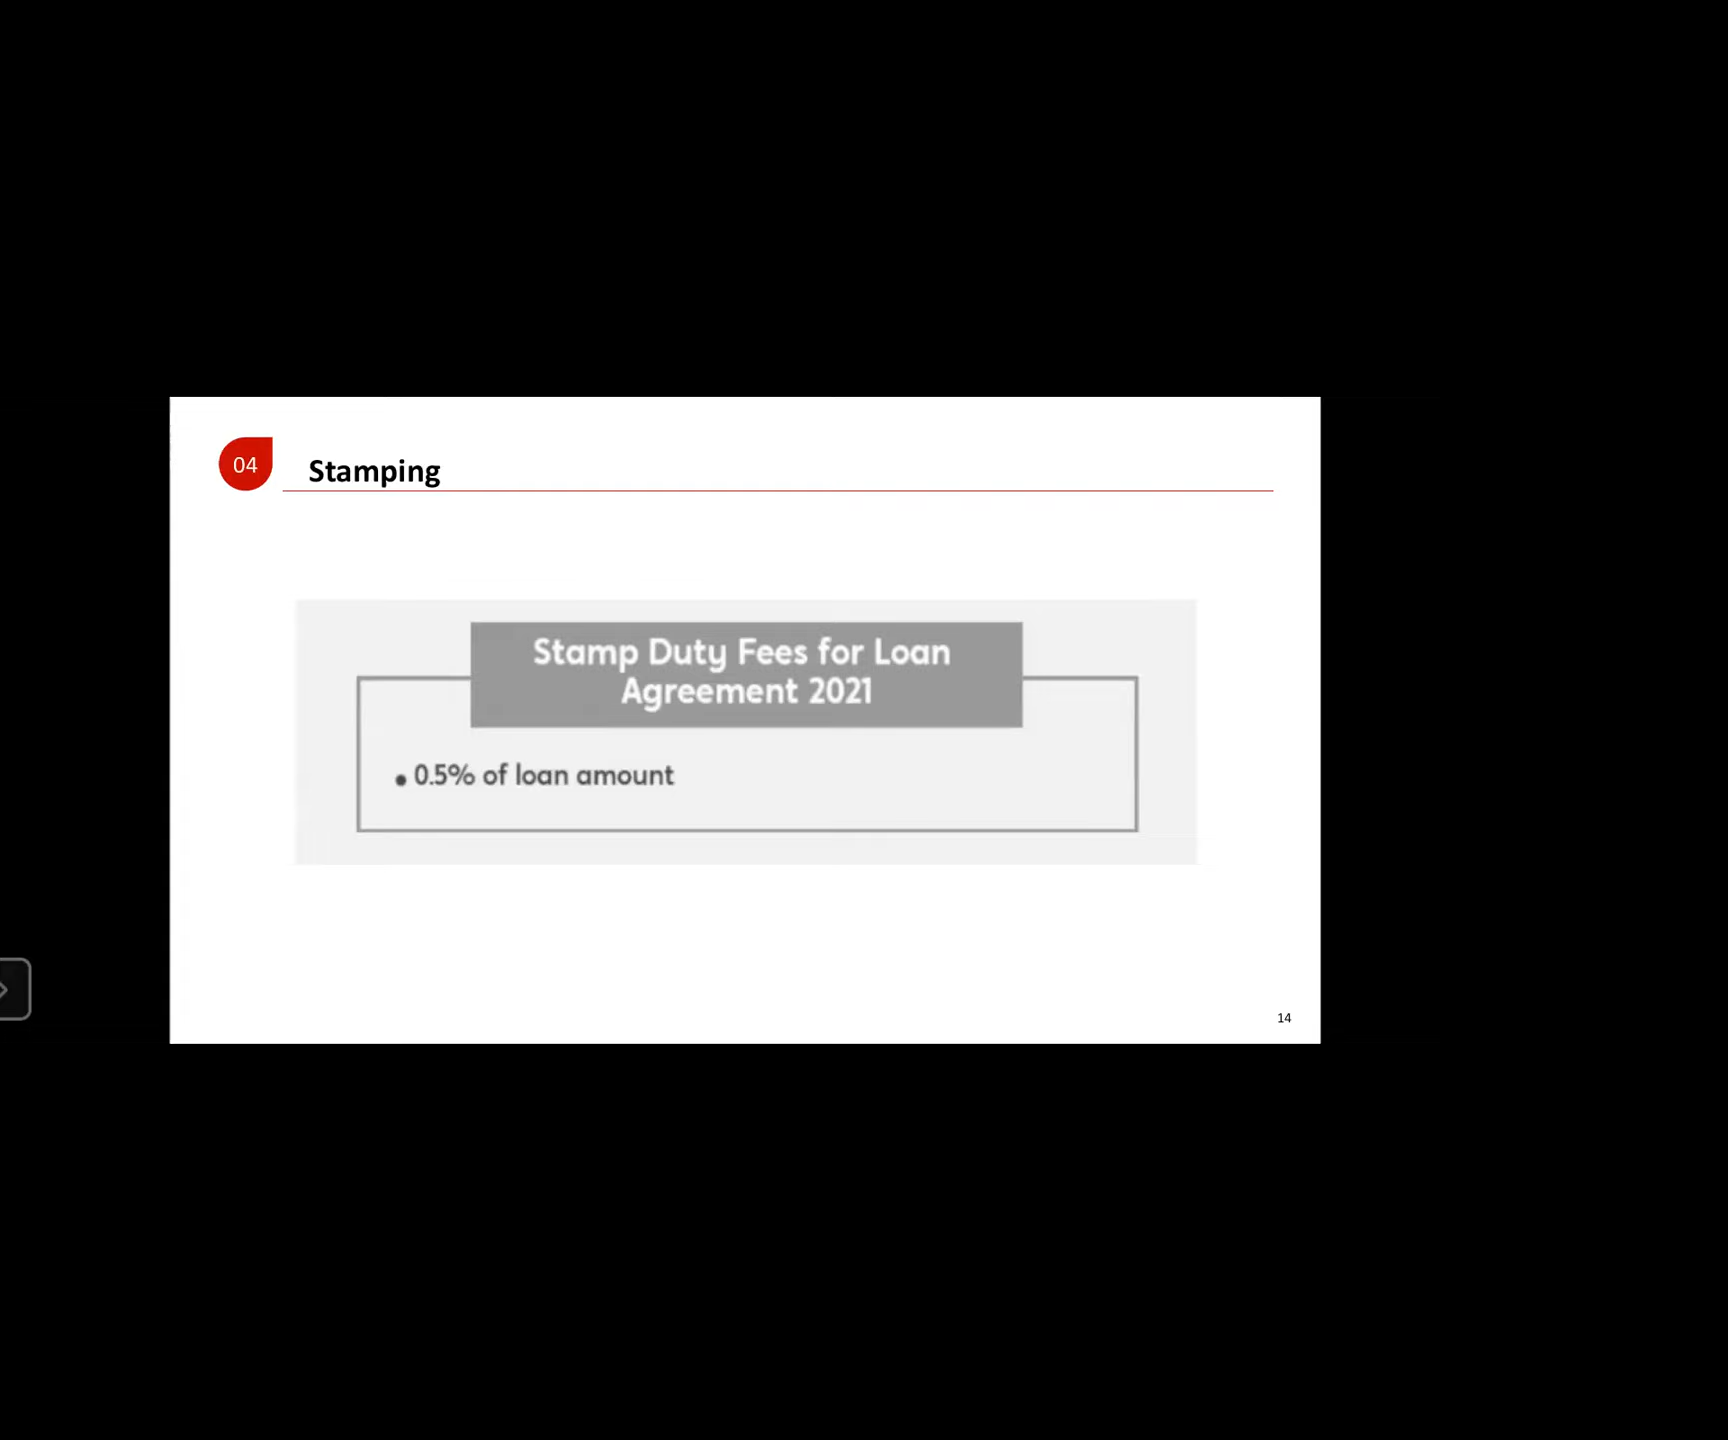 04
Stamping
Stamp Duty Fees for Loan
Agreement 2021
• 0.5% of loan amount
14